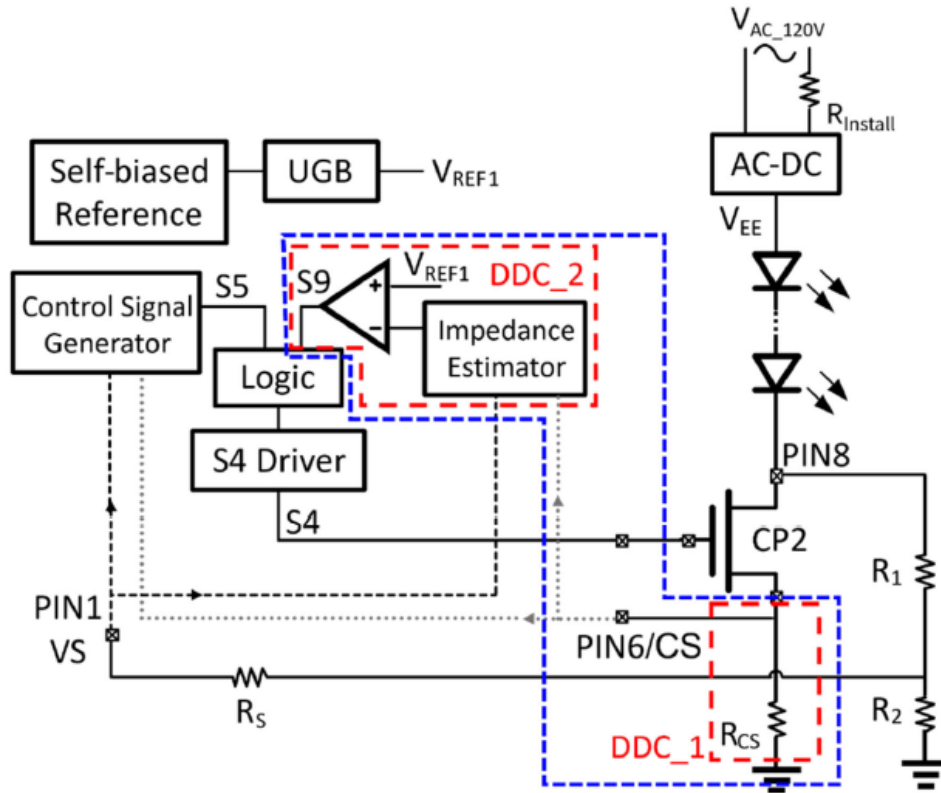 V_AC_120V
R_Install
AC-DC
V_EE
Self-biased
Reference
UGB
V_REF1
Control Signal
Generator
S5
S9
+
−
V_REF1
DDC_2
Impedance
Estimator
Logic
S4 Driver
S4
PIN8
CP2
R_1
PIN1
VS
PIN6/CS
R_S
R_2
R_CS
DDC_1